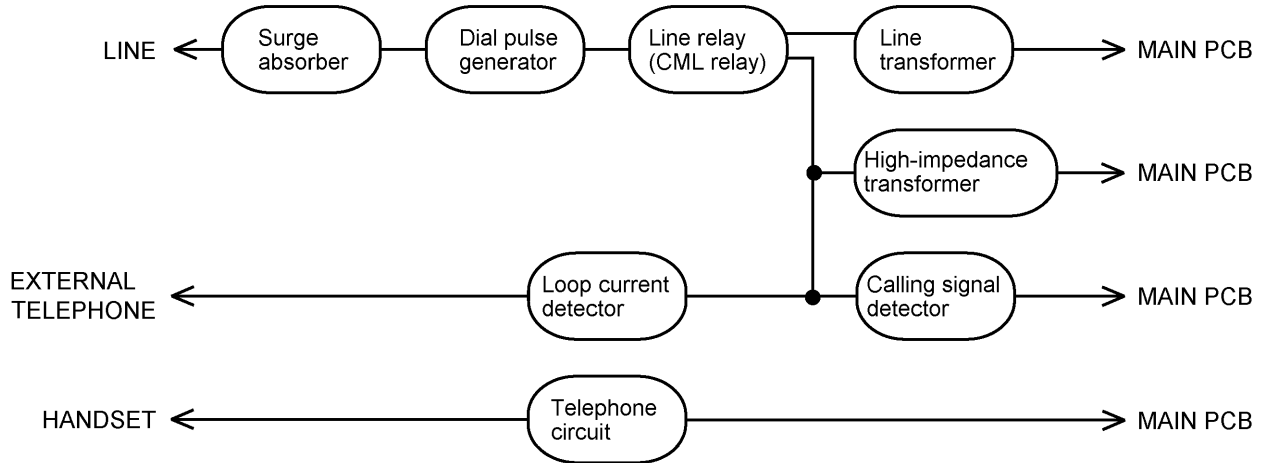 LINE
Surge
absorber
Dial pulse
generator
Line relay
(CML relay)
Line
transformer
MAIN PCB
High-impedance
transformer
MAIN PCB
EXTERNAL
TELEPHONE
Loop current
detector
Calling signal
detector
MAIN PCB
HANDSET
Telephone
circuit
MAIN PCB